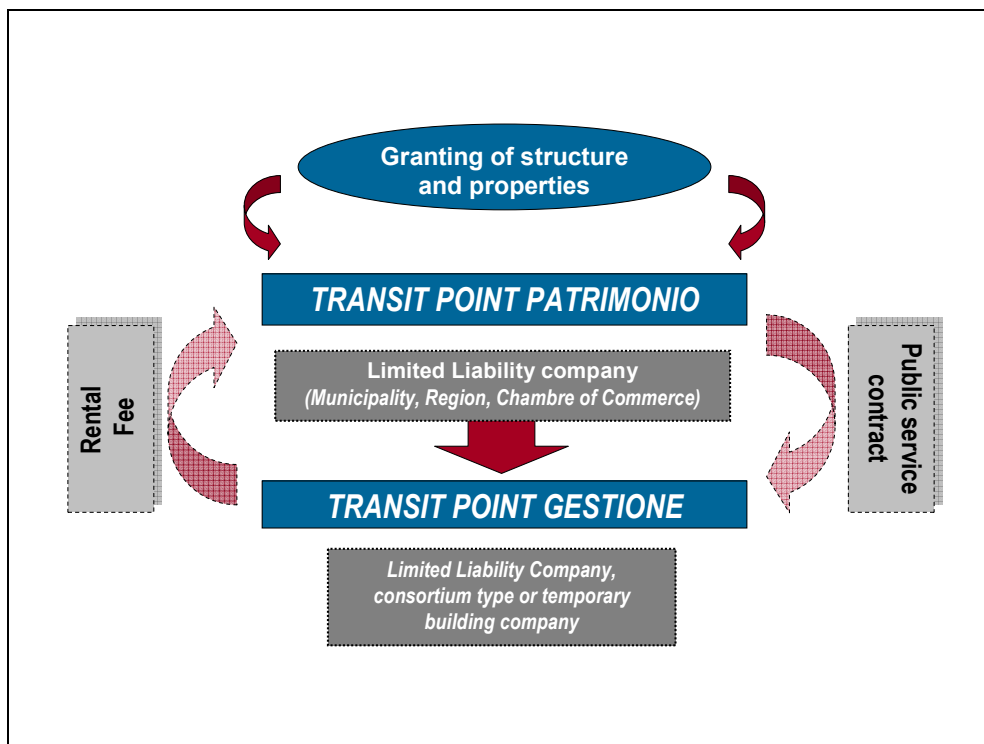 Granting of structure
and properties
TRANSIT POINT PATRIMONIO
Limited Liability company
(Municipality, Region, Chambre of Commerce)
Rental
Fee
Public service
contract
TRANSIT POINT GESTIONE
Limited Liability Company,
consortium type or temporary
building company